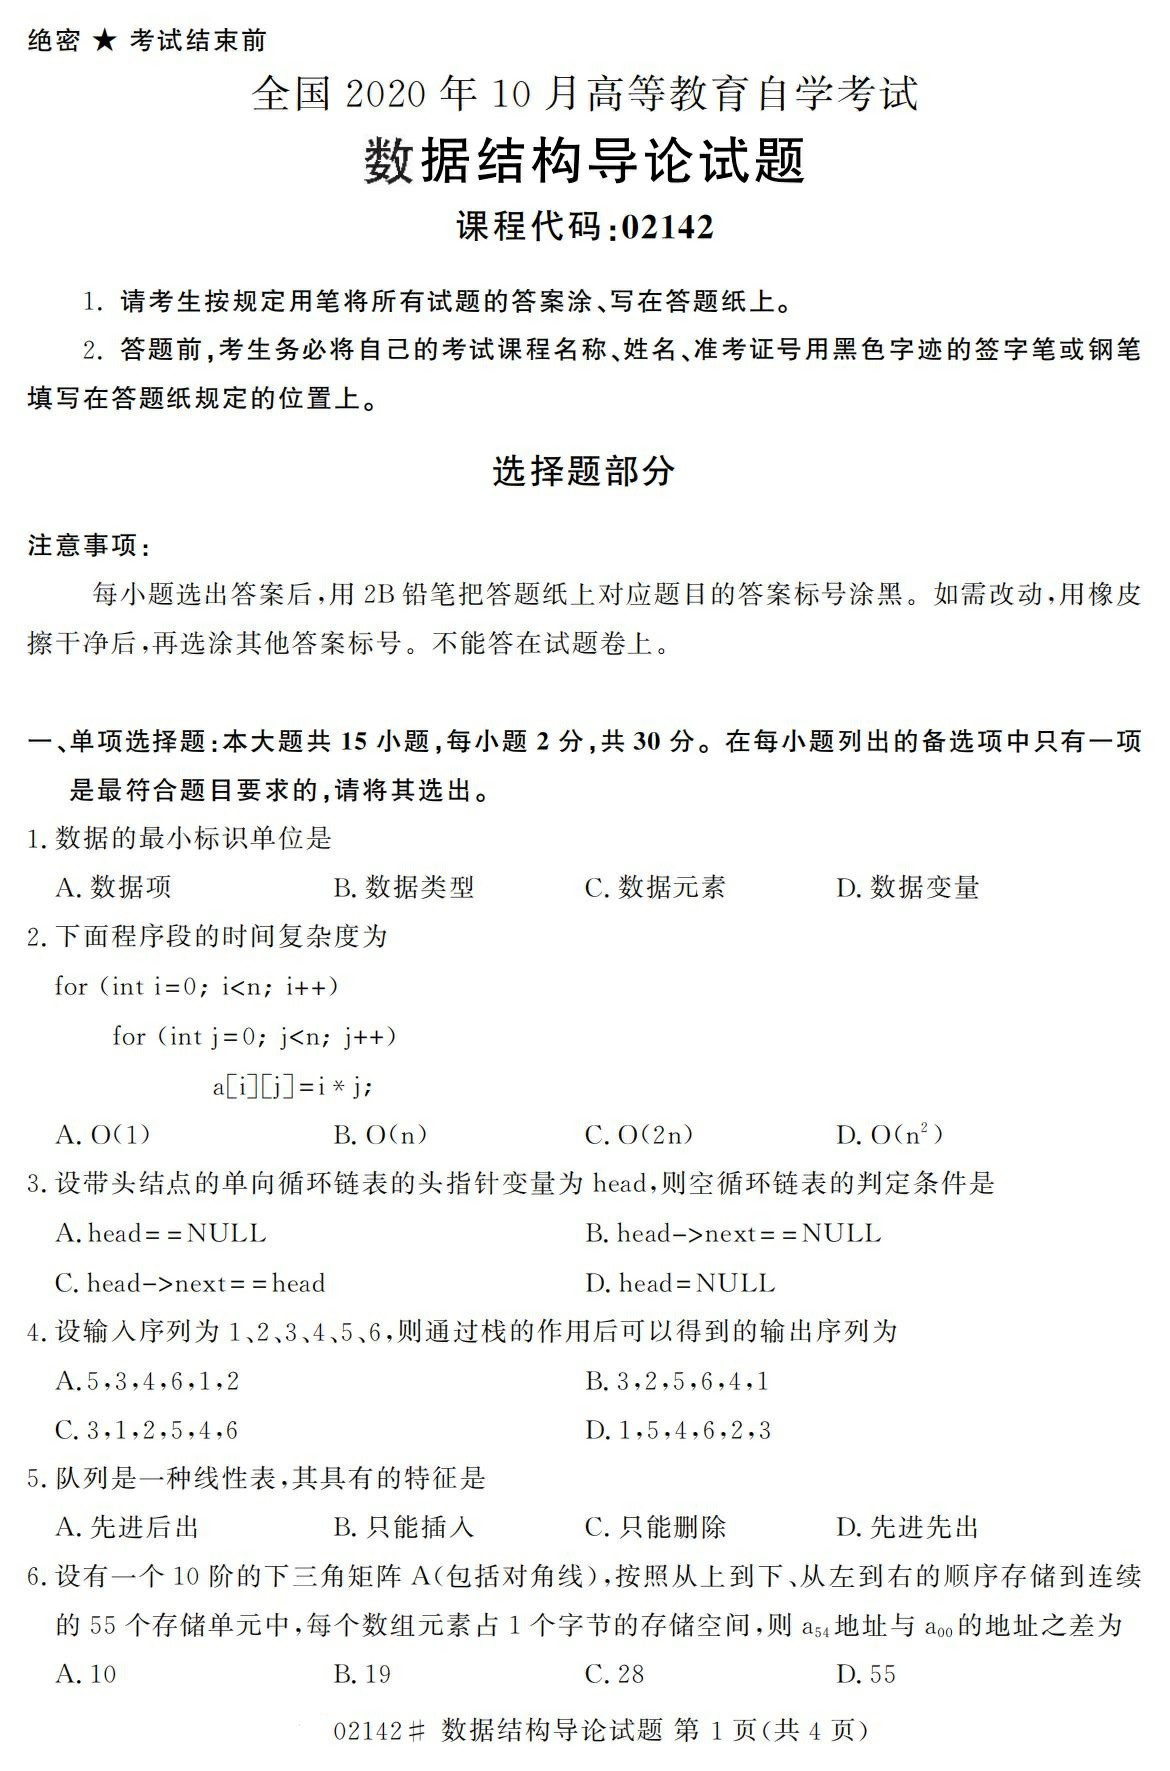 绝密 ★ 考试结束前
全国 2020 年 10 月高等教育自学考试
数据结构导论试题
课程代码:02142
1. 请考生按规定用笔将所有试题的答案涂、写在答题纸上。
2. 答题前,考生务必将自己的考试课程名称、姓名、准考证号用黑色字迹的签字笔或钢笔
填写在答题纸规定的位置上。
选择题部分
注意事项:
每小题选出答案后,用 2B 铅笔把答题纸上对应题目的答案标号涂黑。如需改动,用橡皮
擦干净后,再选涂其他答案标号。不能答在试题卷上。
一、单项选择题:本大题共 15 小题,每小题 2 分,共 30 分。在每小题列出的备选项中只有一项
是最符合题目要求的,请将其选出。
1. 数据的最小标识单位是
A. 数据项 B. 数据类型 C. 数据元素 D. 数据变量
2. 下面程序段的时间复杂度为
for (int i=0; i<n; i++)
for (int j=0; j<n; j++)
a[i][j]=i * j;
A. O(1) B. O(n) C. O(2n) D. O(n²)
3. 设带头结点的单向循环链表的头指针变量为 head,则空循环链表的判定条件是
A. head==NULL B. head->next==NULL
C. head->next==head D. head=NULL
4. 设输入序列为 1、2、3、4、5、6,则通过栈的作用后可以得到的输出序列为
A. 5,3,4,6,1,2 B. 3,2,5,6,4,1
C. 3,1,2,5,4,6 D. 1,5,4,6,2,3
5. 队列是一种线性表,其具有的特征是
A. 先进后出 B. 只能插入 C. 只能删除 D. 先进先出
6. 设有一个 10 阶的下三角矩阵 A(包括对角线),按照从上到下、从左到右的顺序存储到连续
的 55 个存储单元中,每个数组元素占 1 个字节的存储空间,则 a₅₄地址与 a₀₀的地址之差为
A. 10 B. 19 C. 28 D. 55
02142# 数据结构导论试题 第 1 页(共 4 页)